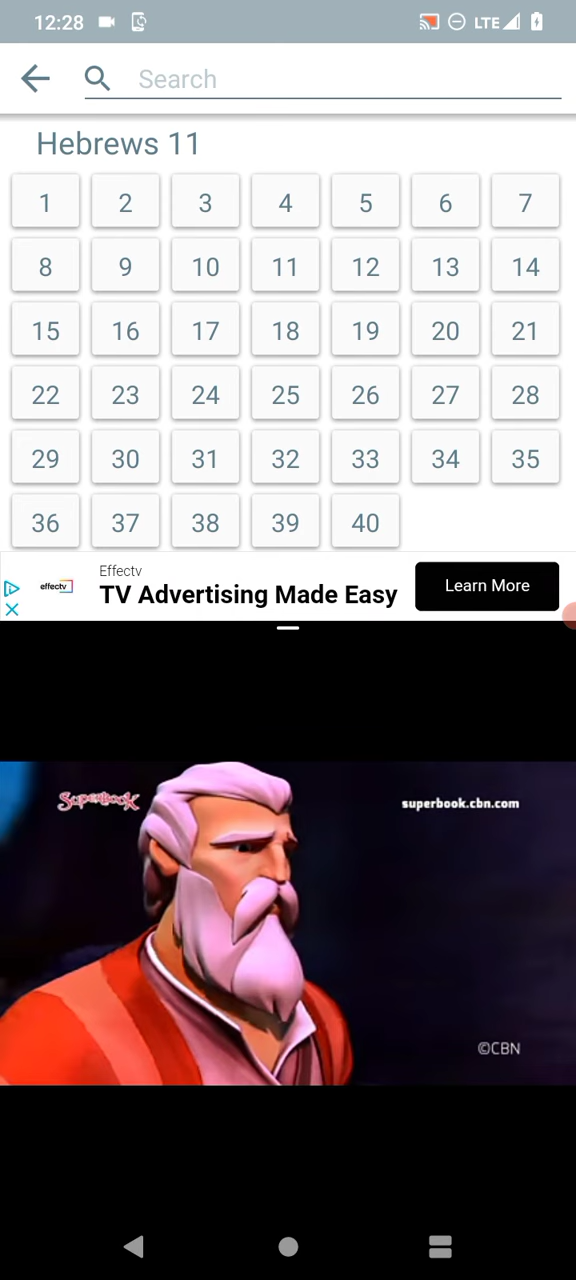 12:28
LTE
Search
Hebrews 11
1 2 3 4 5 6 7
8 9 10 11 12 13 14
15 16 17 18 19 20 21
22 23 24 25 26 27 28
29 30 31 32 33 34 35
36 37 38 39 40
effectv
Effectv
TV Advertising Made Easy
Learn More
SUPERBOOK
superbook.cbn.com
©CBN